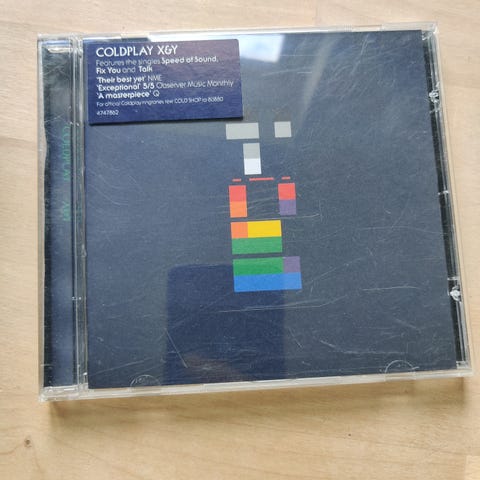 COLDPLAY X&Y
Features the singles Speed of Sound,
Fix You and Talk
'Their best yet' NME
'Exceptional' 5/5 Observer Music Monthly
'A masterpiece' Q
For official Coldplay ringtones, text COLD SHOP to 80880
4747862
COLDPLAY X&Y